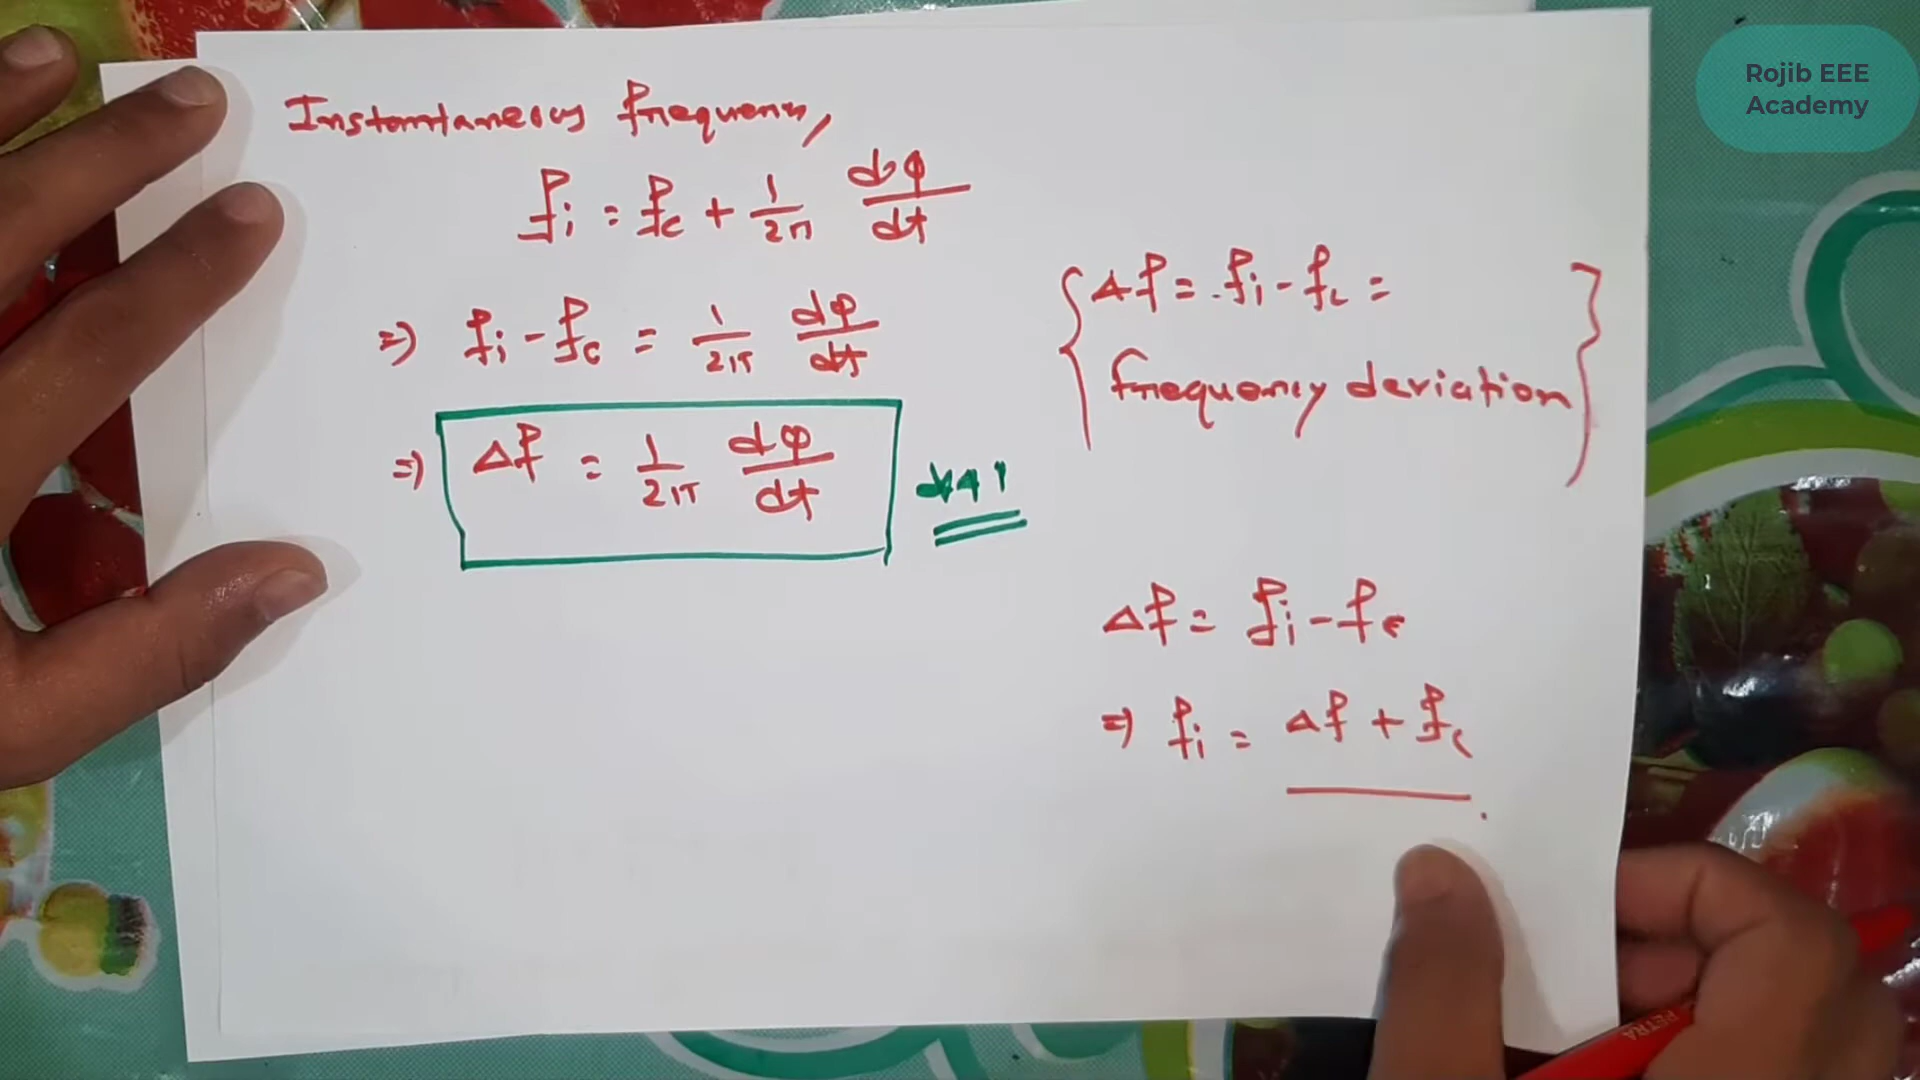 Instantaneous frequency,
fi = fc + 1/2π dφ/dt
=> fi - fc = 1/2π dφ/dt
=> Δf = 1/2π dφ/dt
{Δf = fi - fc =
frequency deviation}
Δf = fi - fc
=> fi = Δf + fc
Rojib EEE
Academy
PETRA